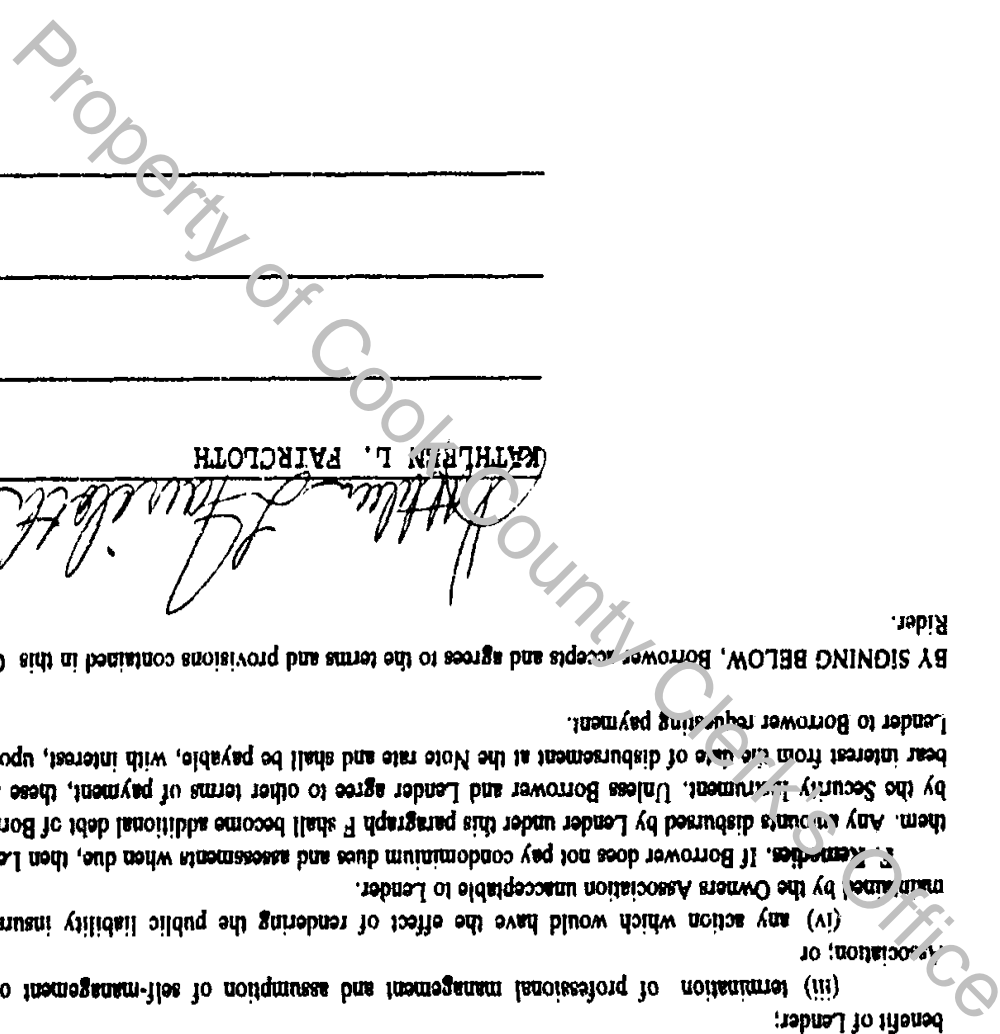 benefit of Lender;
(iii) termination of professional management and assumption of self-management o
Association; or
(iv) any action which would have the effect of rendering the public liability insur
maintained by the Owners Association unacceptable to Lender.
F. Remedies. If Borrower does not pay condominium dues and assessments when due, then Le
them. Any amounts disbursed by Lender under this paragraph F shall become additional debt of Bor
by the Security Instrument. Unless Borrower and Lender agree to other terms of payment, these
bear interest from the date of disbursement at the Note rate and shall be payable, with interest, upo
Lender to Borrower requesting payment.
BY SIGNING BELOW, Borrower accepts and agrees to the terms and provisions contained in this C
Rider.
Kathleen L Faircloth
KATHLEEN L. FAIRCLOTH
Property of Cook County Clerk's Office